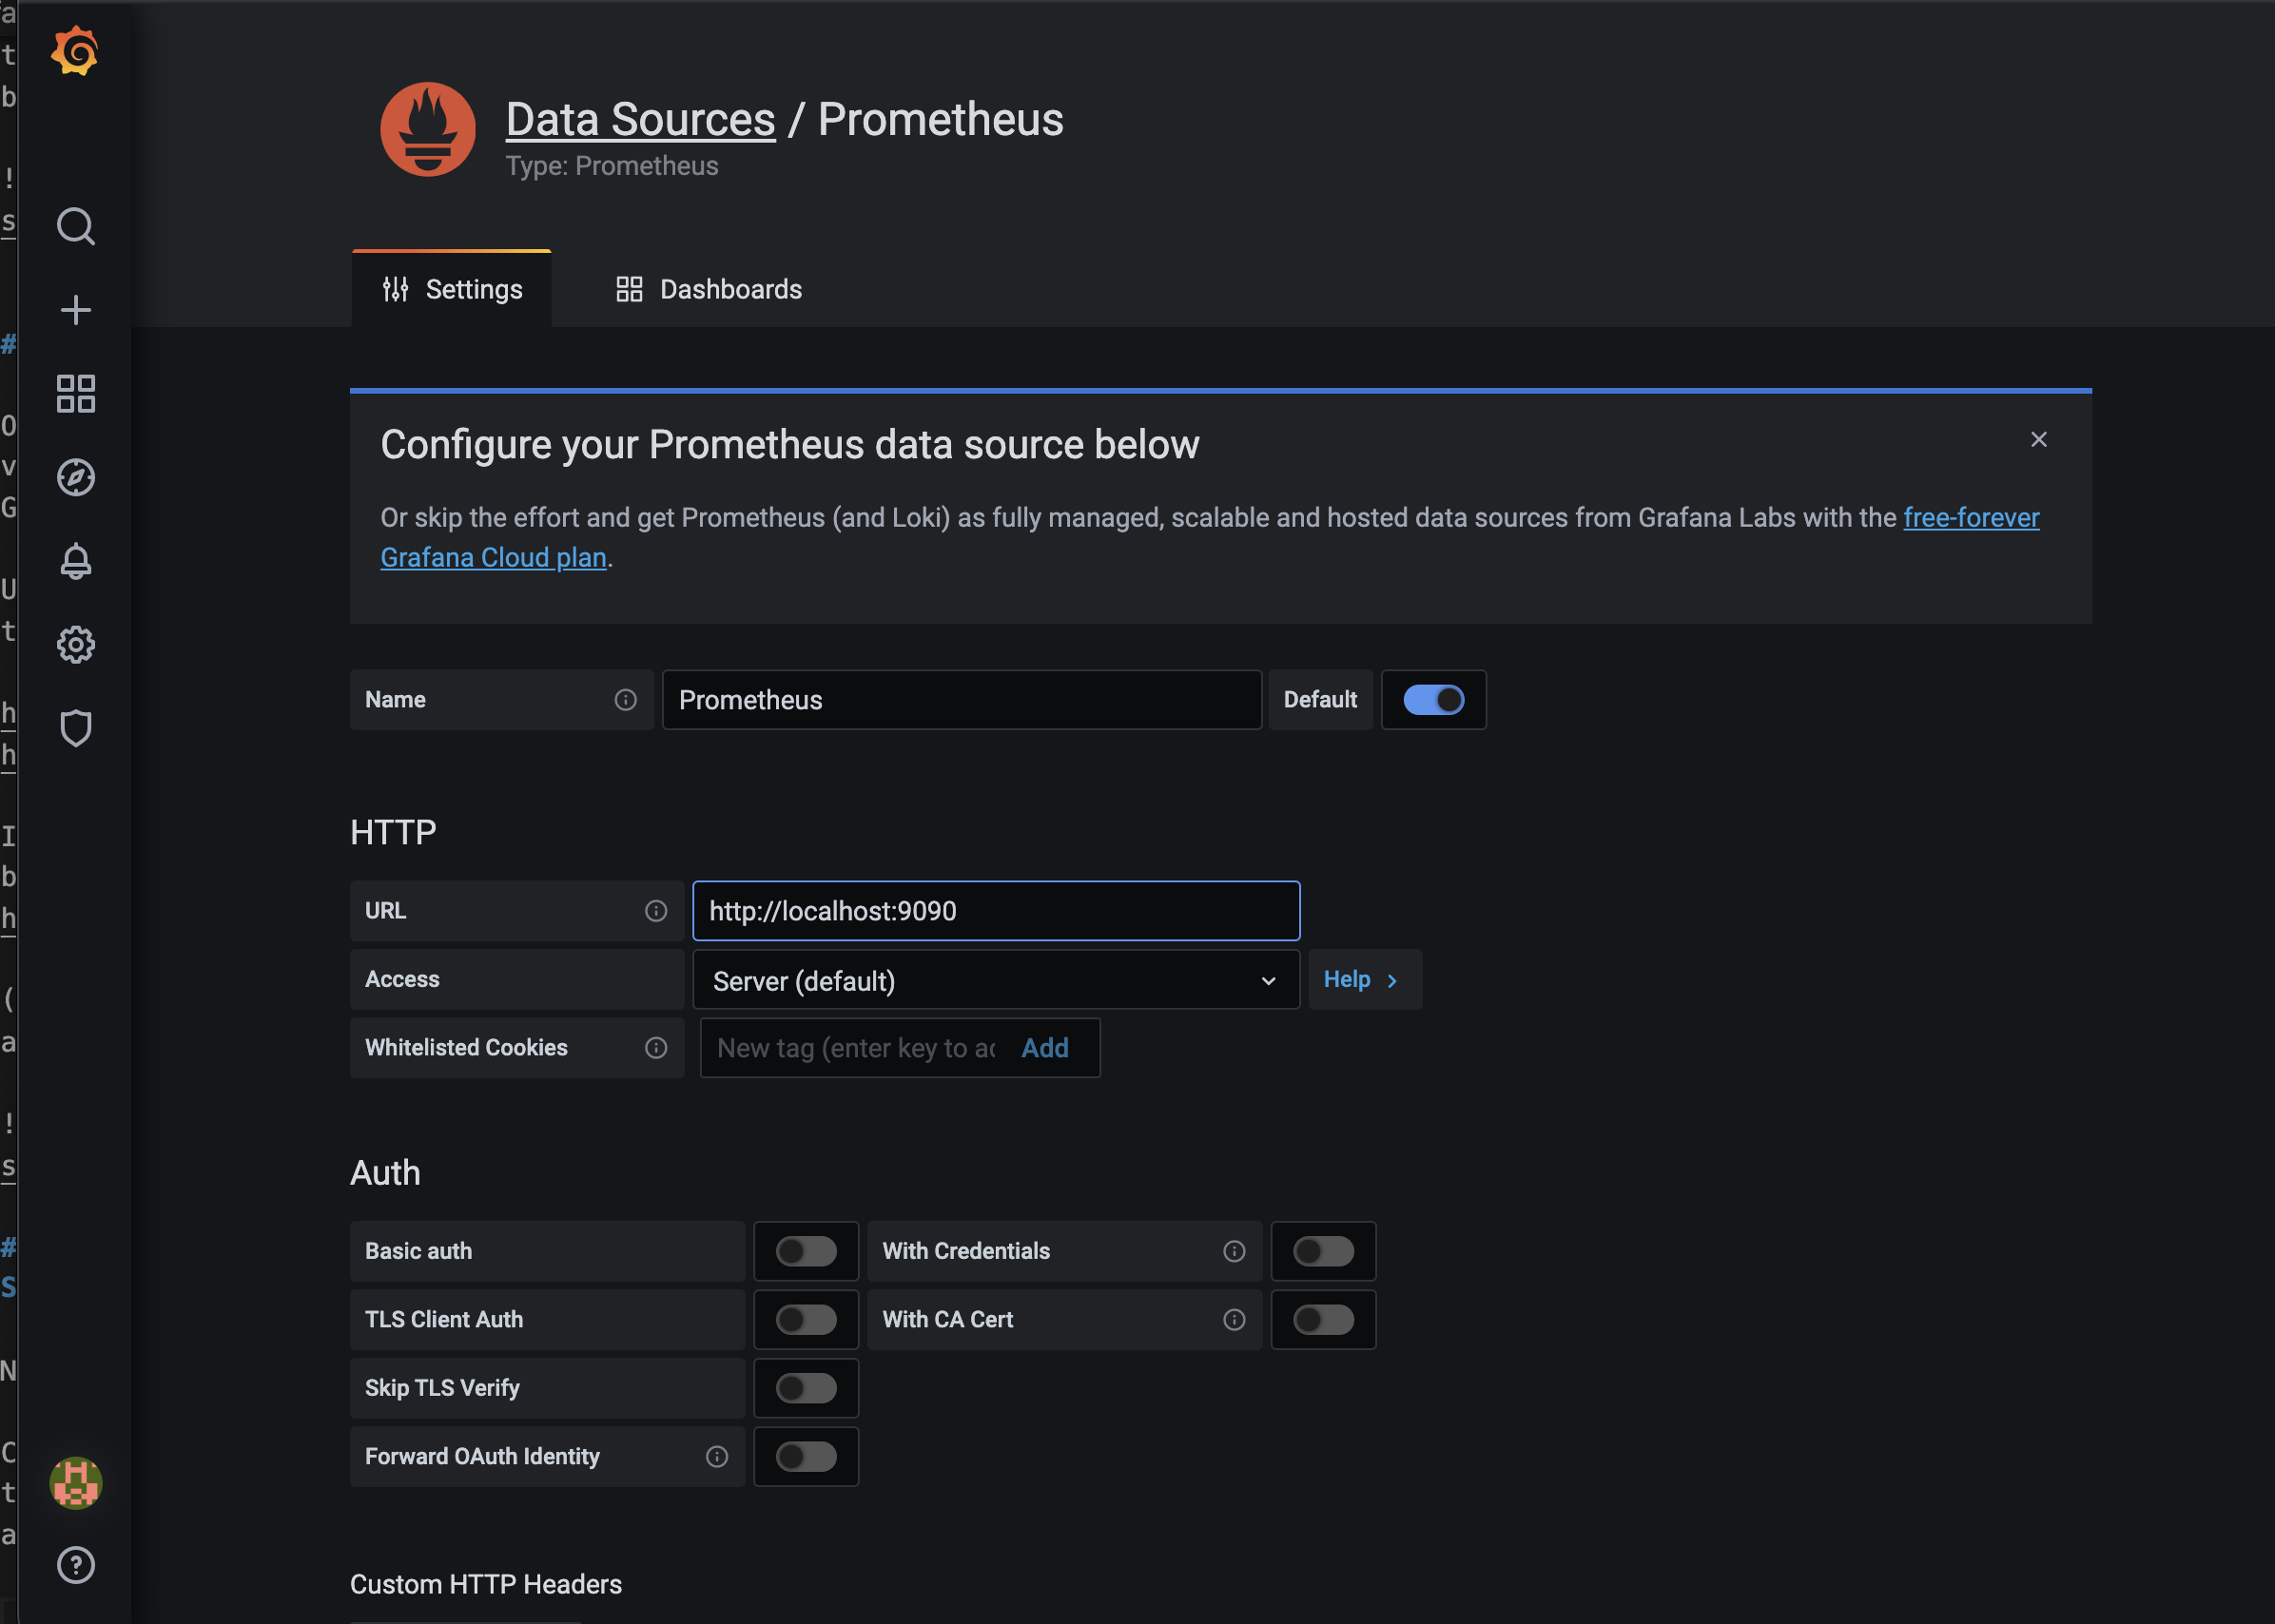 Data Sources / Prometheus
Type: Prometheus
Settings
Dashboards
Configure your Prometheus data source below
Or skip the effort and get Prometheus (and Loki) as fully managed, scalable and hosted data sources from Grafana Labs with the free-forever
Grafana Cloud plan.
Name
Prometheus
Default
HTTP
URL
http://localhost:9090
Access
Server (default)
Help
Whitelisted Cookies
New tag (enter key to
Add
Auth
Basic auth
With Credentials
TLS Client Auth
With CA Cert
Skip TLS Verify
Forward OAuth Identity
Custom HTTP Headers